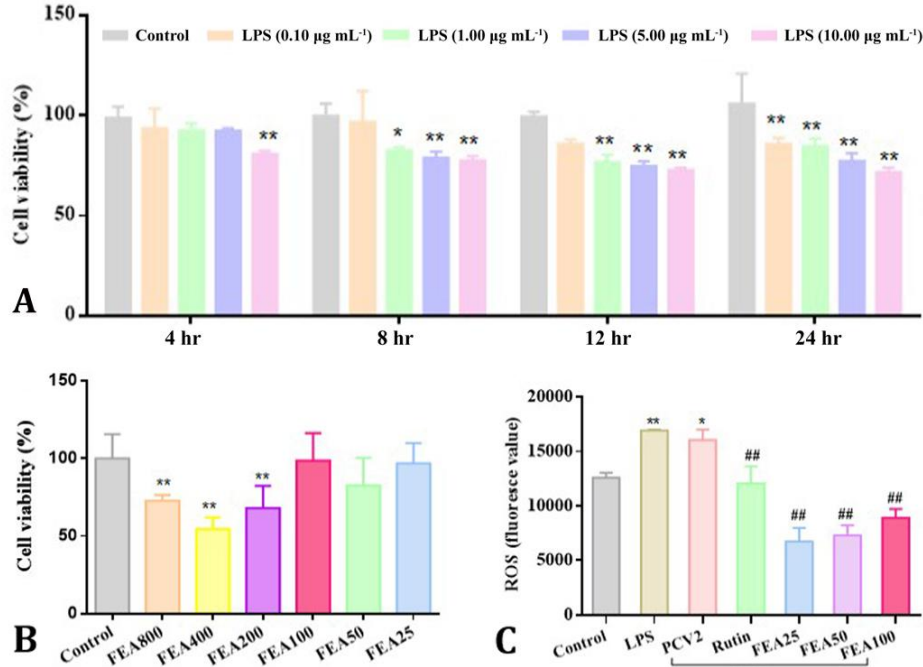 150
Control LPS (0.10 µg mL-1) LPS (1.00 µg mL-1) LPS (5.00 µg mL-1) LPS (10.00 µg mL-1)
Cell viability (%)
100
50
0
** * ** ** ** ** ** ** ** ** **
A
4 hr 8 hr 12 hr 24 hr
150
Cell viability (%)
100
50
0
** ** **
B
Control FEA800 FEA400 FEA200 FEA100 FEA50 FEA25
20000
ROS (fluoresce value)
15000
10000
5000
0
** * ## ## ## ##
C
Control LPS PCV2 Rutin FEA25 FEA50 FEA100